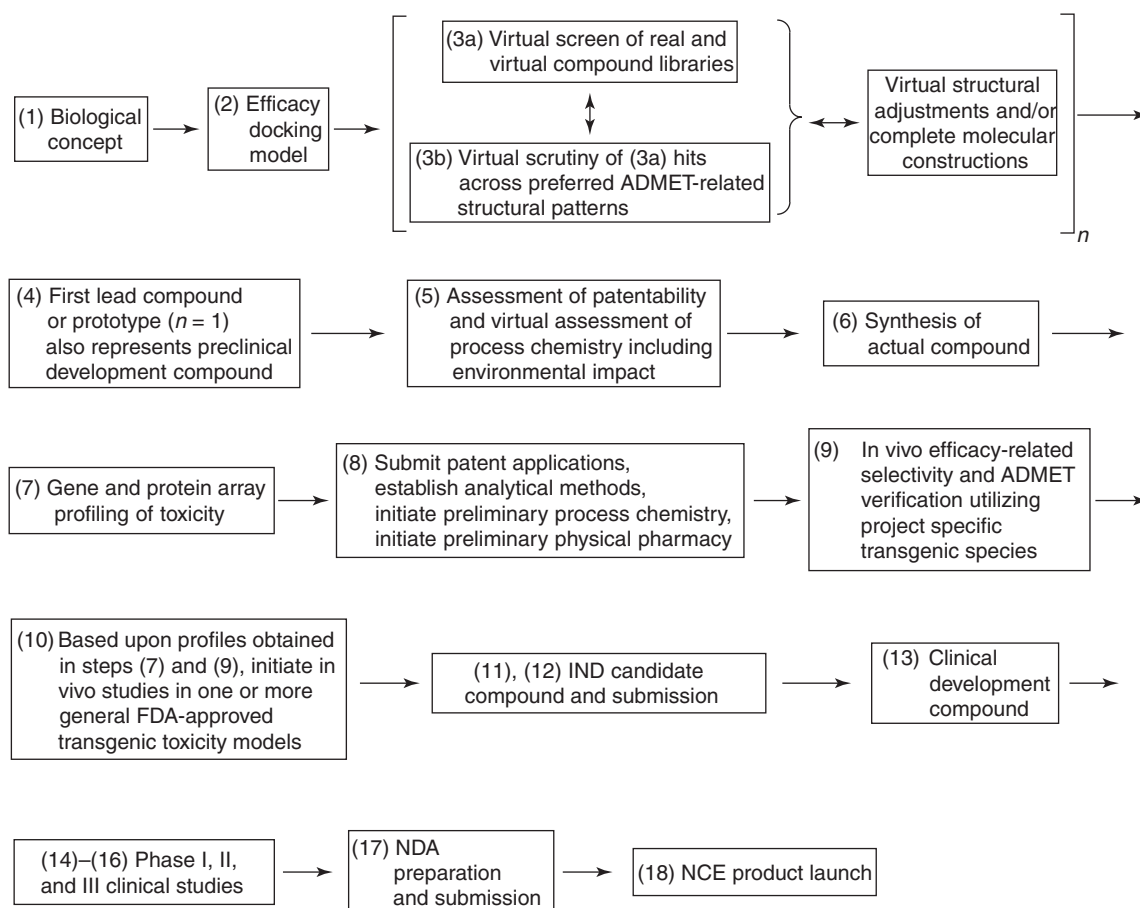 (1) Biological
concept
(2) Efficacy
docking
model
(3a) Virtual screen of real and
virtual compound libraries
(3b) Virtual scrutiny of (3a) hits
across preferred ADMET-related
structural patterns
Virtual structural
adjustments and/or
complete molecular
constructions
n
(4) First lead compound
or prototype (n = 1)
also represents preclinical
development compound
(5) Assessment of patentability
and virtual assessment of
process chemistry including
environmental impact
(6) Synthesis of
actual compound
(7) Gene and protein array
profiling of toxicity
(8) Submit patent applications,
establish analytical methods,
initiate preliminary process chemistry,
initiate preliminary physical pharmacy
(9) In vivo efficacy-related
selectivity and ADMET
verification utilizing
project specific
transgenic species
(10) Based upon profiles obtained
in steps (7) and (9), initiate in
vivo studies in one or more
general FDA-approved
transgenic toxicity models
(11), (12) IND candidate
compound and submission
(13) Clinical
development
compound
(14)–(16) Phase I, II,
and III clinical studies
(17) NDA
preparation
and submission
(18) NCE product launch